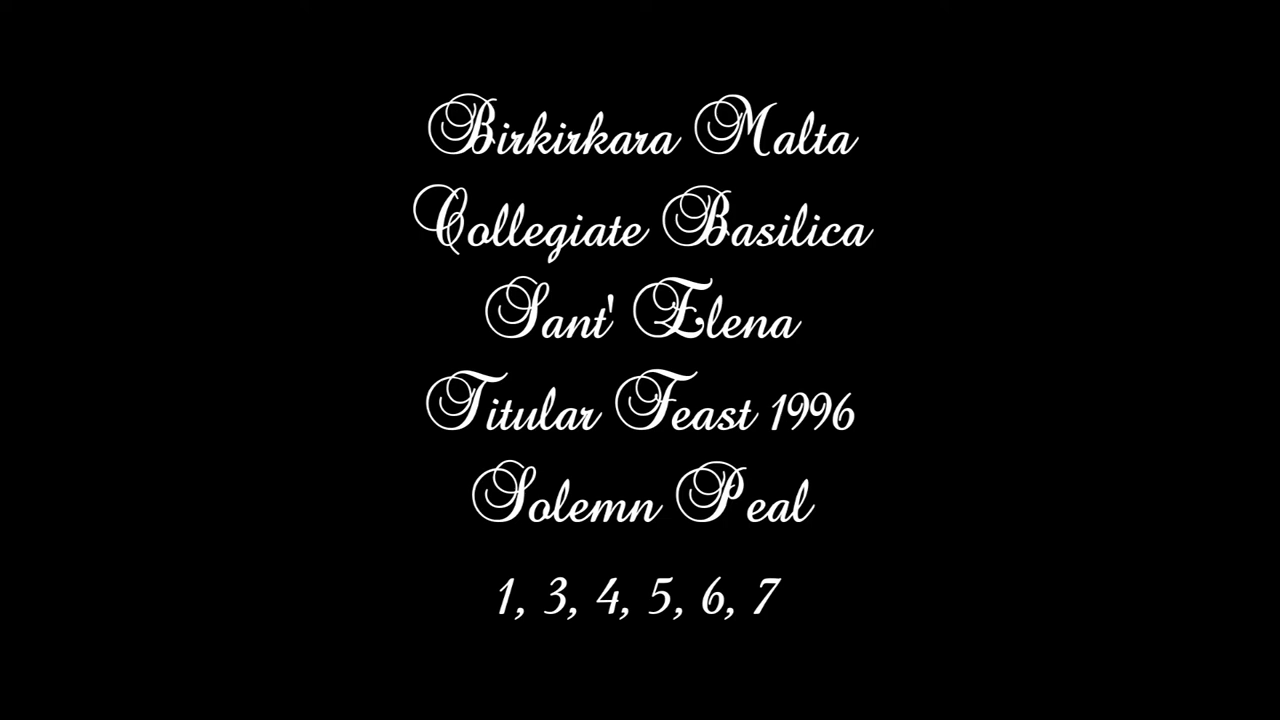 Birkirkara Malta
Collegiate Basilica
Sant' Elena
Titular Feast 1996
Solemn Peal
1, 3, 4, 5, 6, 7